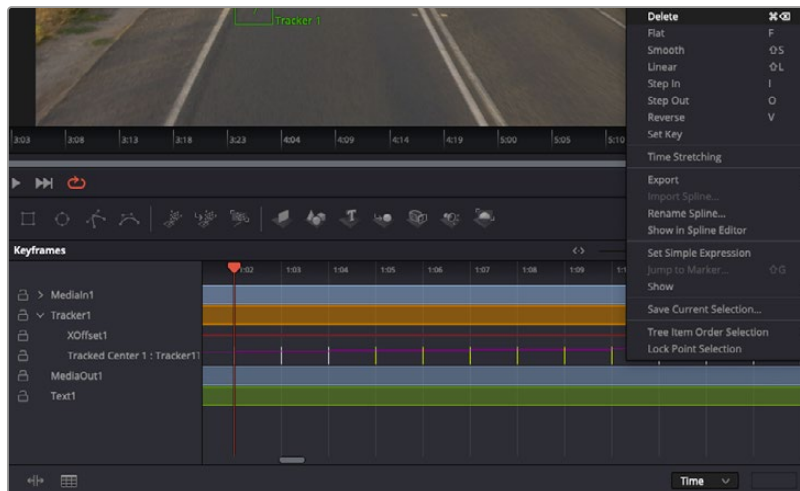 Tracker 1
3:03 3:08 3:13 3:18 3:23 4:04 4:09 4:14 4:19 5:00 5:05 5:10
Delete ⌘⌫
Flat F
Smooth ⇧S
Linear ⇧L
Step In I
Step Out O
Reverse V
Set Key
Time Stretching
Export
Import Spline...
Rename Spline...
Show in Spline Editor
Set Simple Expression
Jump to Marker... ⇧G
Show
Save Current Selection...
Tree Item Order Selection
Lock Point Selection
Keyframes
1:02 1:03 1:04 1:05 1:06 1:07 1:08 1:09
MediaIn1
Tracker1
XOffset1
Tracked Center 1 : Tracker1
MediaOut1
Text1
Time